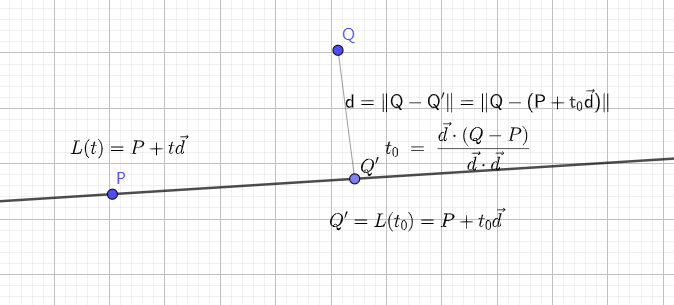 Q
d = ‖Q − Q′‖ = ‖Q − (P + t₀d⃗)‖
L(t) = P + td⃗
t₀ = d⃗ · (Q − P) / d⃗ · d⃗
P
Q′
Q′ = L(t₀) = P + t₀d⃗